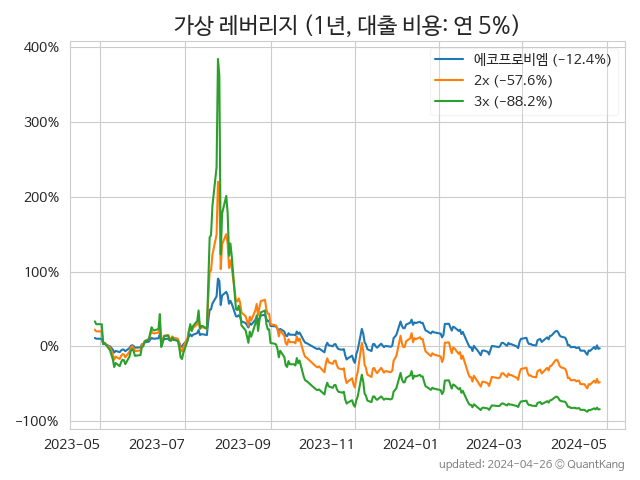 가상 레버리지 (1년, 대출 비용: 연 5%)
400%
300%
200%
100%
0%
−100%
에코프로비엠 (−12.4%)
2x (−57.6%)
3x (−88.2%)
2023-05
2023-07
2023-09
2023-11
2024-01
2024-03
2024-05
updated: 2024-04-26 © QuantKang